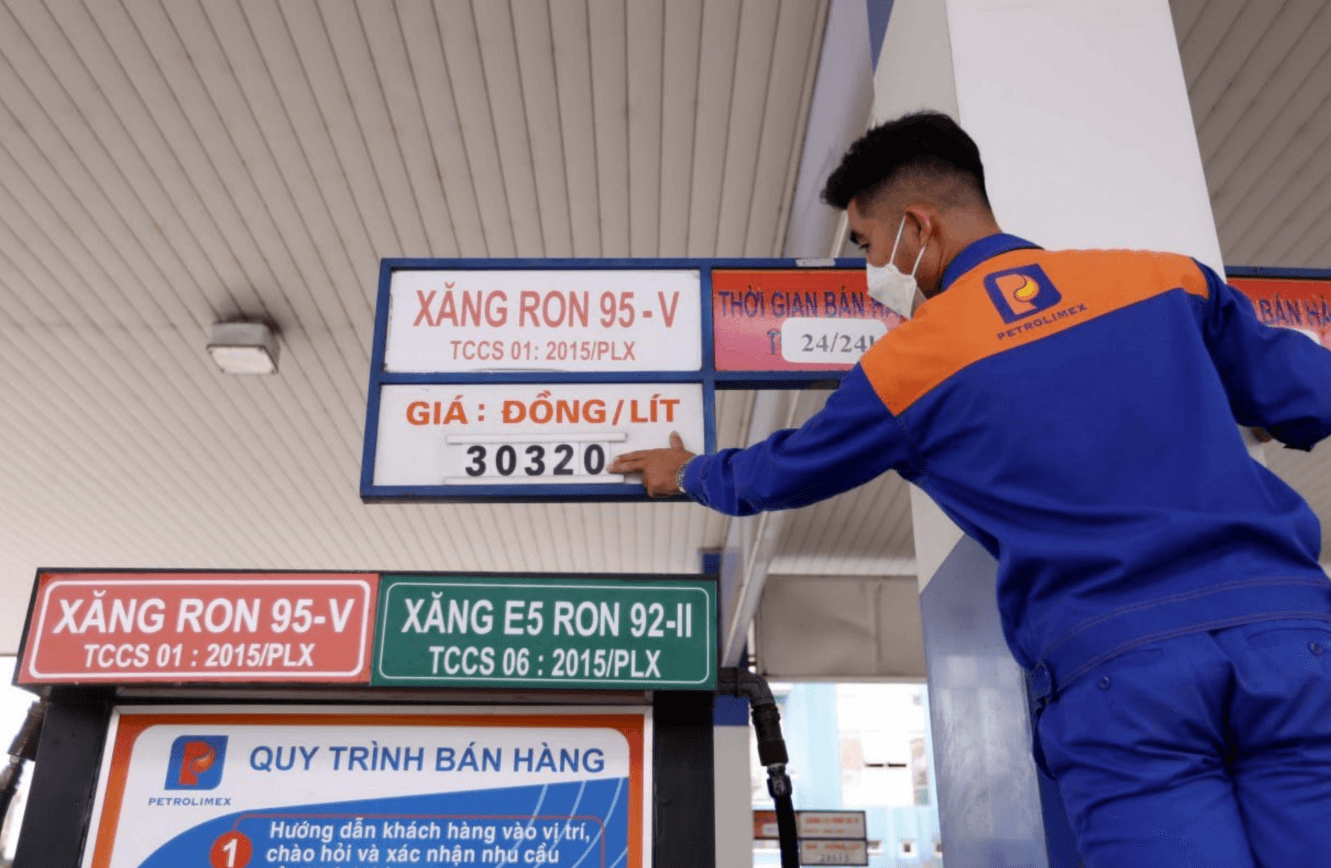 XĂNG RON 95 - V
TCCS 01: 2015/PLX
THỜI GIAN BÁN
24/24
GIÁ : ĐỒNG/LÍT
30320
PETROLIMEX
BÁN
XĂNG RON 95-V
TCCS 01 : 2015/PLX
XĂNG E5 RON 92-II
TCCS 06 : 2015/PLX
PETROLIMEX
QUY TRÌNH BÁN HÀNG
1
Hướng dẫn khách hàng vào vị trí,
chào hỏi và xác nhận nhu cầu